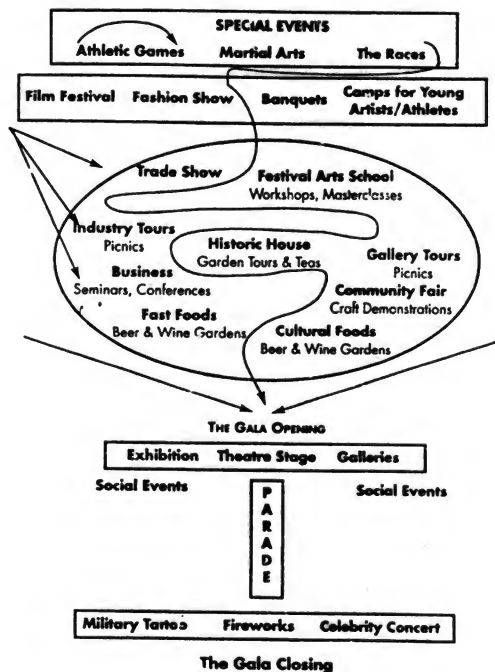 SPECIAL EVENTS
Athletic Games Martial Arts The Races
Film Festival Fashion Show Banquets Camps for Young
Artists/Athletes
Trade Show Festival Arts School
Workshops, Masterclasses
Industry Tours
Picnics
Historic House
Garden Tours & Teas
Gallery Tours
Picnics
Business
Seminars, Conferences
Community Fair
Craft Demonstrations
Fast Foods
Beer & Wine Gardens
Cultural Foods
Beer & Wine Gardens
THE GALA OPENING
Exhibition Theatre Stage Galleries
Social Events Social Events
P
A
R
A
D
E
Military Fireworks Celebrity Concert
The Gala Closing